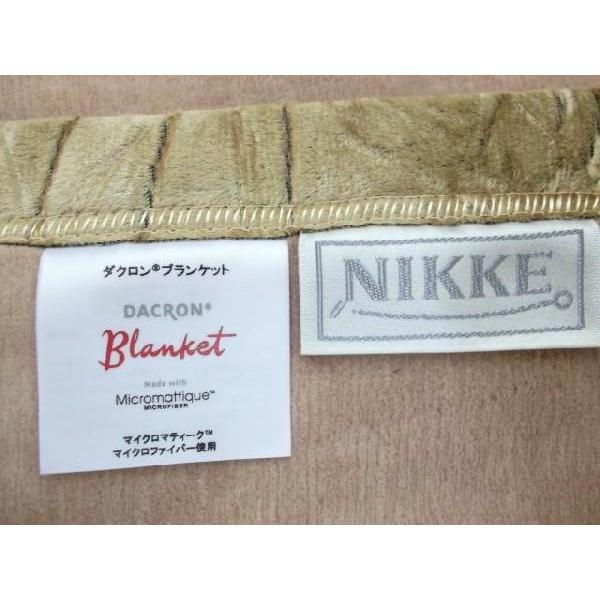 ダクロン®ブランケット
DACRON®
Blanket
Made with
Micromattique™
MICROFIBER
マイクロマティーク™
マイクロファイバー使用
NIKKE